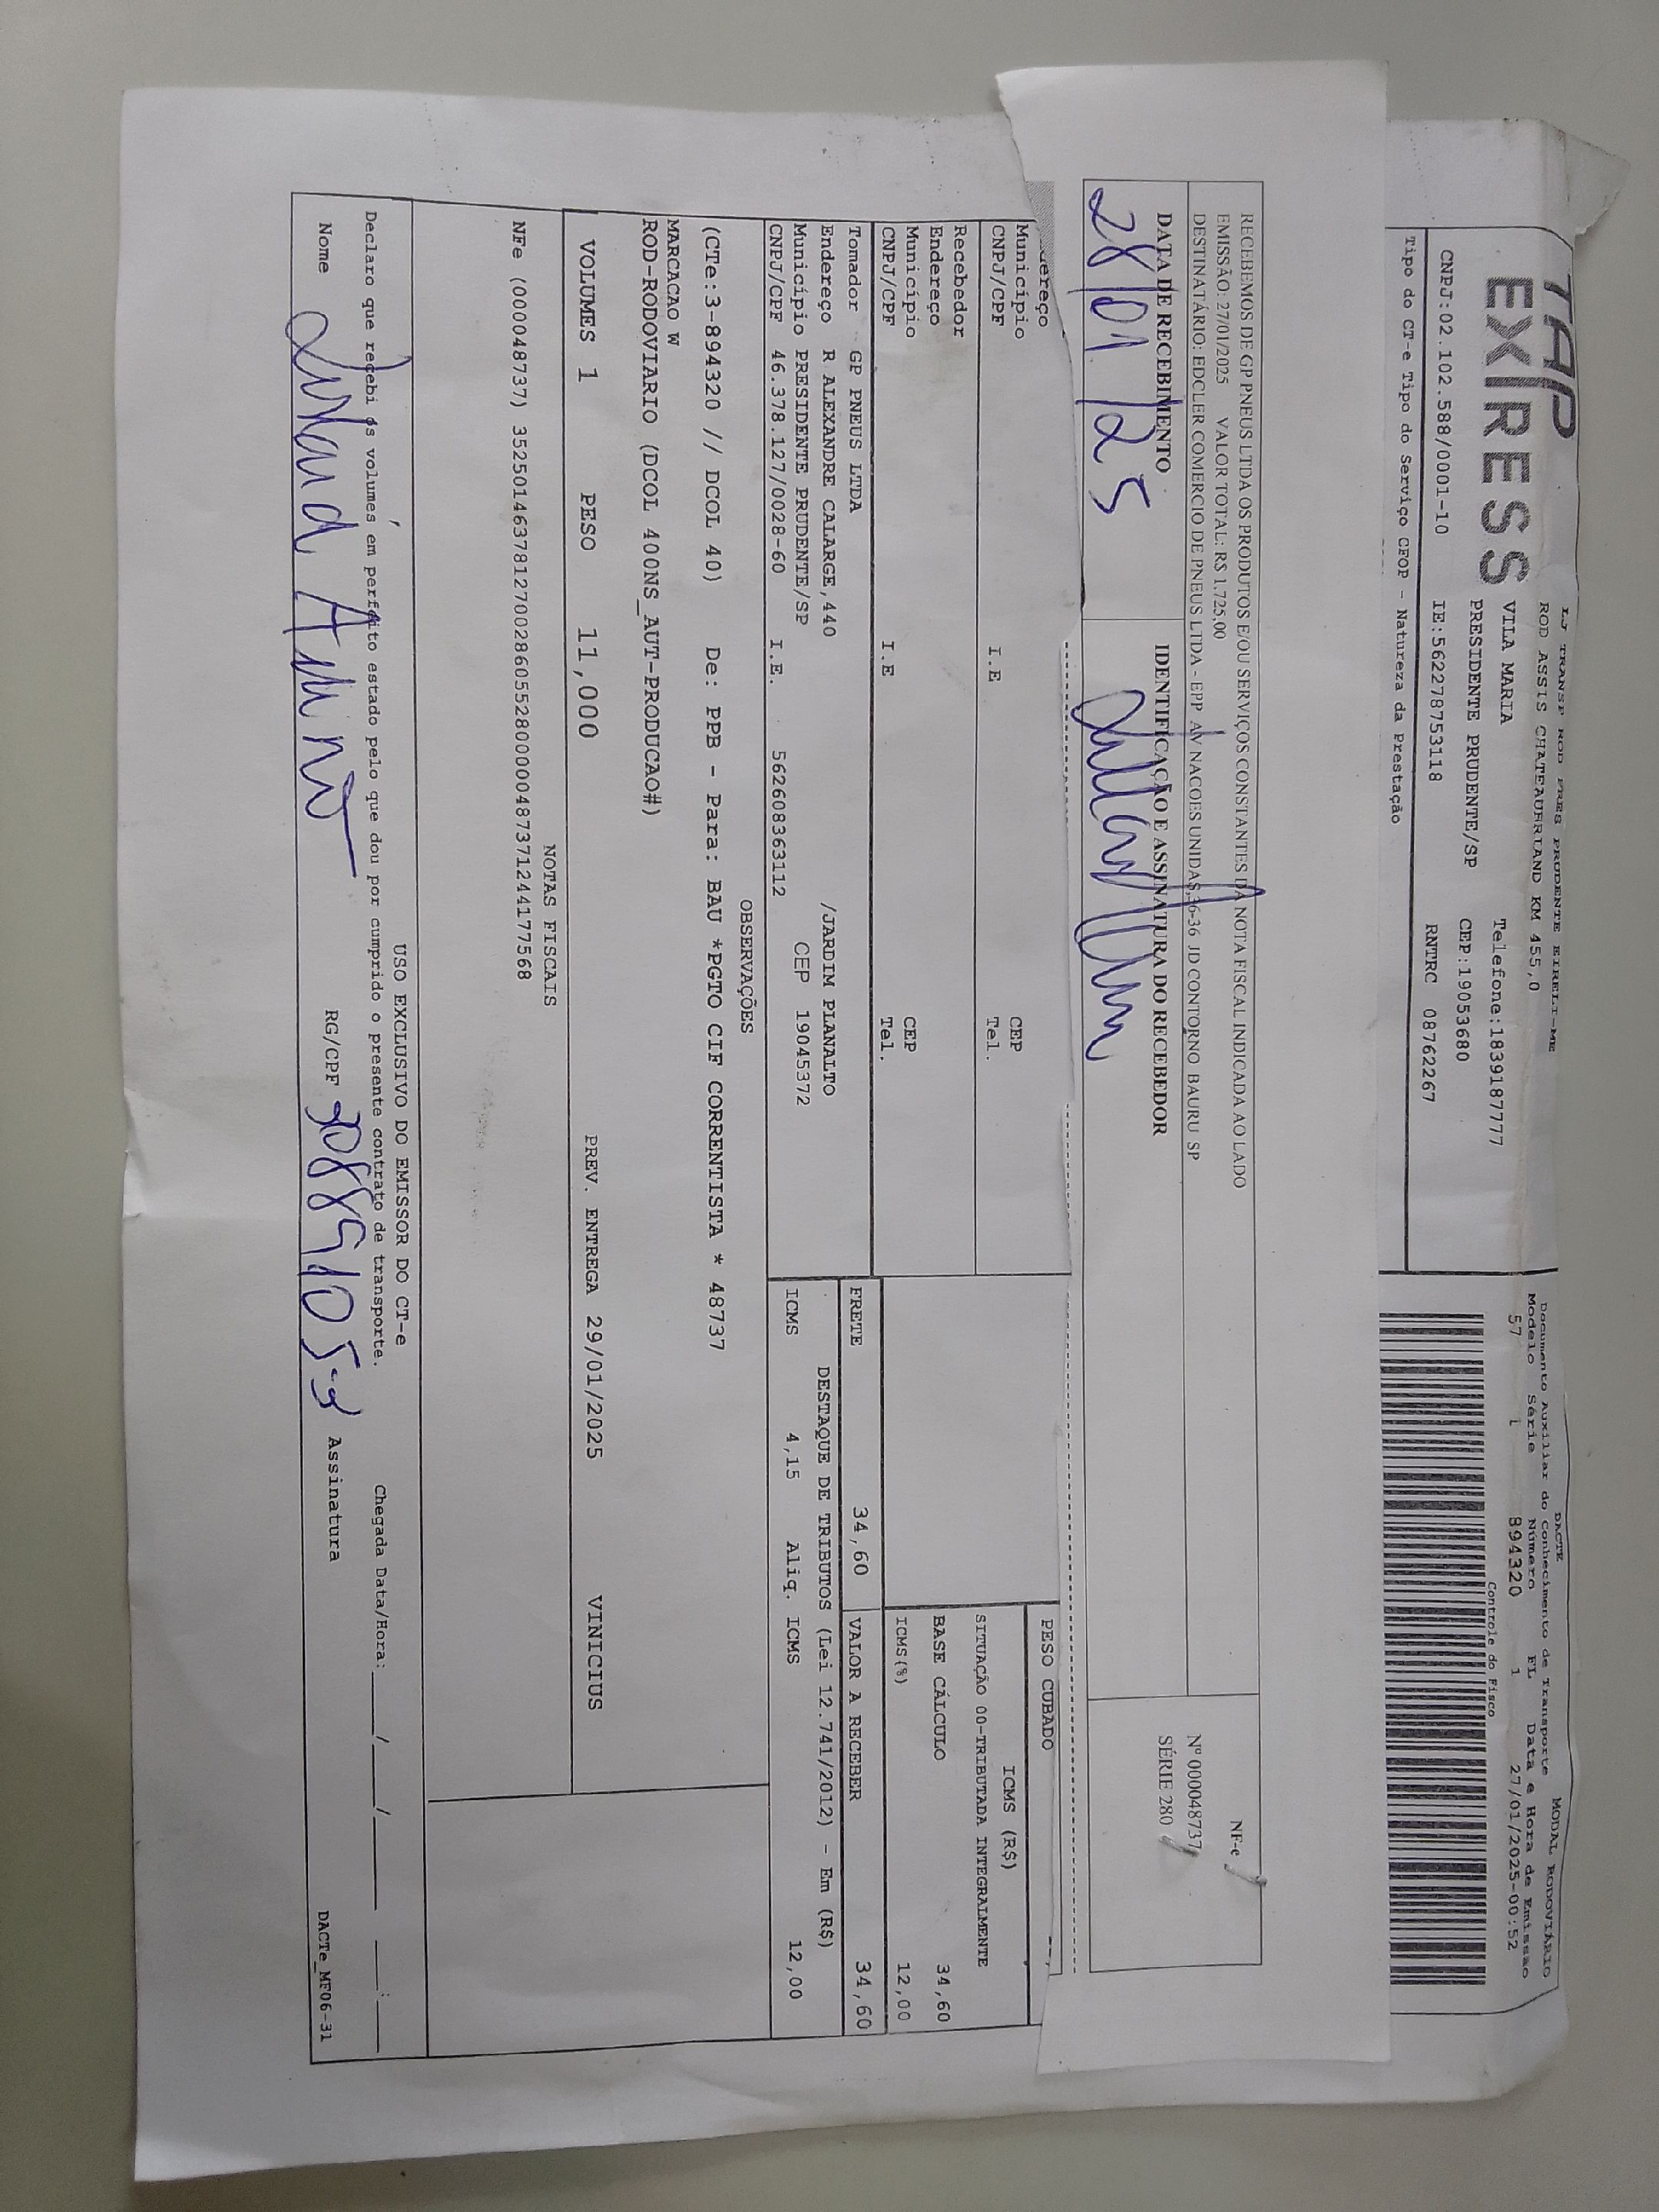 TAP
EXPRESS
LJ TRANSP ROD PRES PRUDENTE EIRELI-ME
ROD ASSIS CHATEAUBRIAND KM 455,0
VILA MARIA Telefone:1839187777
PRESIDENTE PRUDENTE/SP CEP:19053680
CNPJ:02.102.588/0001-10 IE:562278753118 RNTRC 08762267
Tipo do CT-e Tipo do Serviço CFOP - Natureza da Prestação
DACTE MODAL RODOVIÁRIO
Documento Auxiliar do Conhecimento de Transporte
Modelo Série Número FL Data e Hora de Emissão
57 1 894320 1 27/01/2025-00:52
Controle do Fisco
RECEBEMOS DE GP PNEUS LTDA OS PRODUTOS E/OU SERVIÇOS CONSTANTES DA NOTA FISCAL INDICADA AO LADO
EMISSÃO: 27/01/2025 VALOR TOTAL: R$ 1.725,00
DESTINATÁRIO: EDCLER COMERCIO DE PNEUS LTDA - EPP AV NACOES UNIDAS,36-36 JD CONTORNO BAURU SP
DATA DE RECEBIMENTO IDENTIFICAÇÃO E ASSINATURA DO RECEBEDOR
28/01/25
NF-e
Nº 000048737
SÉRIE 280
ereço
Município CEP
CNPJ/CPF I.E Tel.
Recebedor
Endereço
Município CEP
CNPJ/CPF I.E Tel.
PESO CUBADO
ICMS (R$)
SITUAÇÃO 00-TRIBUTADA INTEGRALMENTE
BASE CÁLCULO 34,60
ICMS(%) 12,00
Tomador GP PNEUS LTDA
Endereço R ALEXANDRE CALARGE,440 /JARDIM PLANALTO
Município PRESIDENTE PRUDENTE/SP CEP 19045372
CNPJ/CPF 46.378.127/0028-60 I.E. 562608363112
FRETE 34,60 VALOR A RECEBER 34,60
DESTAQUE DE TRIBUTOS (Lei 12.741/2012) - Em (R$)
ICMS 4,15 Aliq. ICMS 12,00
OBSERVAÇÕES
(CTe:3-894320 // DCOL 40) De: PPB - Para: BAU *PGTO CIF CORRENTISTA * 48737
MARCACAO W
ROD-RODOVIARIO (DCOL 400NS_AUT-PRODUCAO#)
VOLUMES 1 PESO 11,000 PREV. ENTREGA 29/01/2025 VINICIUS
NOTAS FISCAIS
NFe (000048737) 35250146378127002860552800000487371244177568
USO EXCLUSIVO DO EMISSOR DO CT-e
Declaro que recebi os volumes em perfeito estado pelo que dou por cumprido o presente contrato de transporte. Chegada Data/Hora: / / :
Nome RG/CPF Assinatura
DACTe_MF06-31